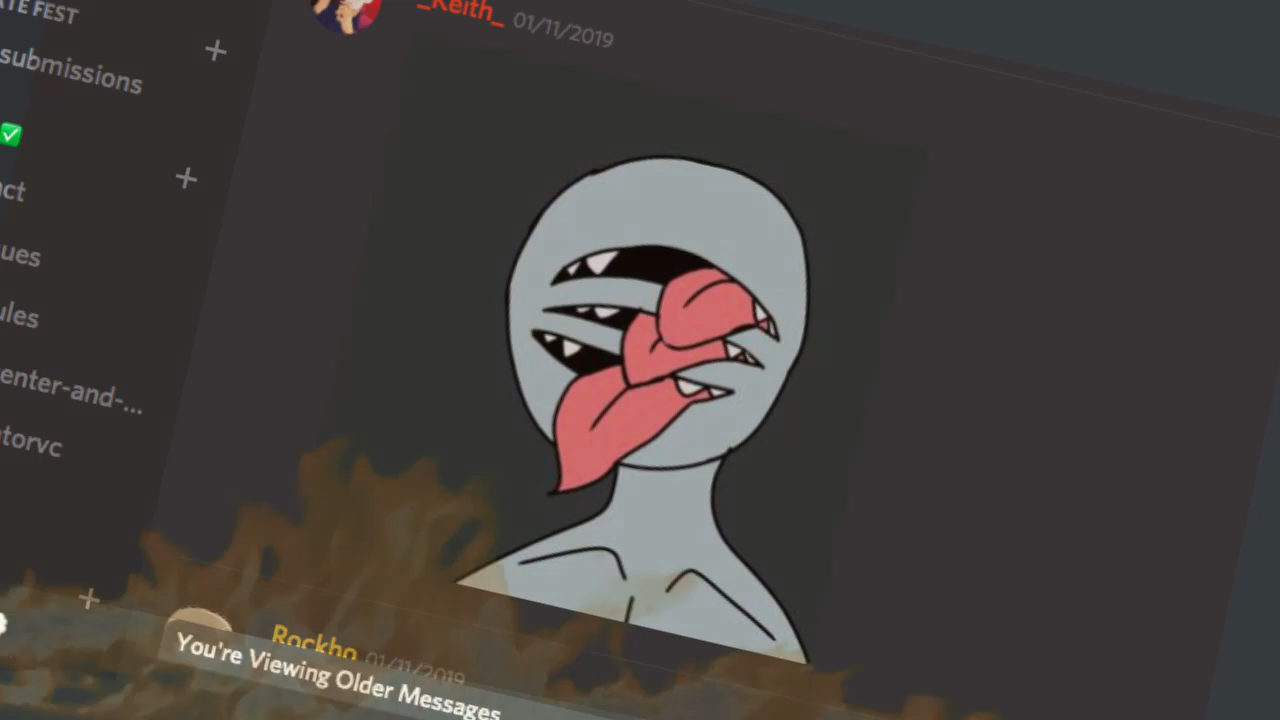 ATE FEST
submissions
act
ues
ules
enter-and-...
torvc
_Keith_ 01/11/2019
Rockho 01/11/2019
You're Viewing Older Messages